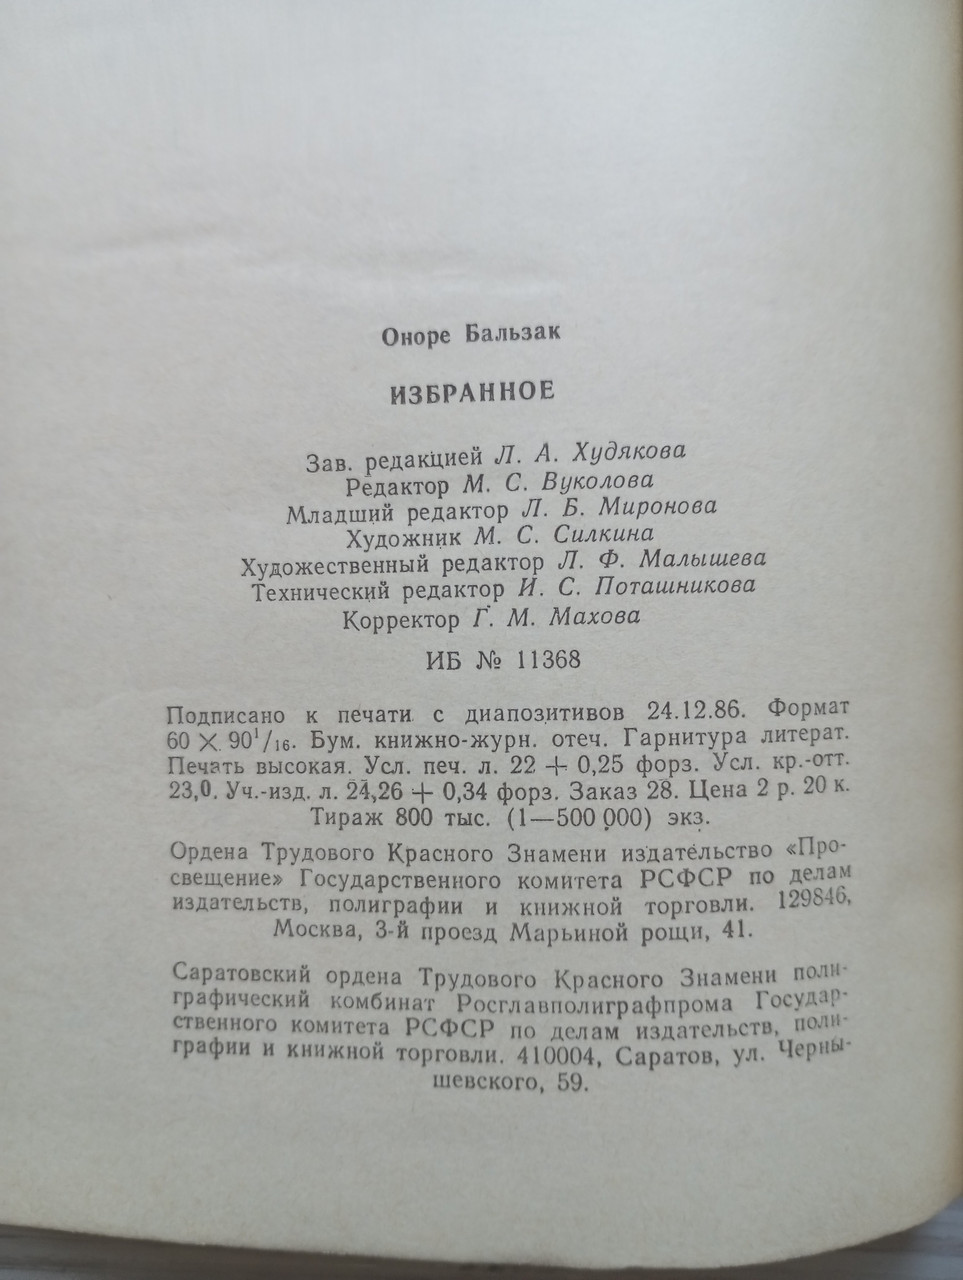 Оноре Бальзак
ИЗБРАННОЕ
Зав. редакцией Л. А. Худякова
Редактор М. С. Вуколова
Младший редактор Л. Б. Миронова
Художник М. С. Силкина
Художественный редактор Л. Ф. Малышева
Технический редактор И. С. Поташникова
Корректор Г. М. Махова
ИБ № 11368
Подписано к печати с диапозитивов 24.12.86. Формат
60 × 90¹/₁₆. Бум. книжно-журн. отеч. Гарнитура литерат.
Печать высокая. Усл. печ. л. 22 + 0,25 форз. Усл. кр.-отт.
23,0. Уч.-изд. л. 24,26 + 0,34 форз. Заказ 28. Цена 2 р. 20 к.
Тираж 800 тыс. (1—500 000) экз.
Ордена Трудового Красного Знамени издательство «Про-
свещение» Государственного комитета РСФСР по делам
издательств, полиграфии и книжной торговли. 129846,
Москва, 3-й проезд Марьиной рощи, 41.
Саратовский ордена Трудового Красного Знамени поли-
графический комбинат Росглавполиграфпрома Государ-
ственного комитета РСФСР по делам издательств, поли-
графии и книжной торговли. 410004, Саратов, ул. Черны-
шевского, 59.